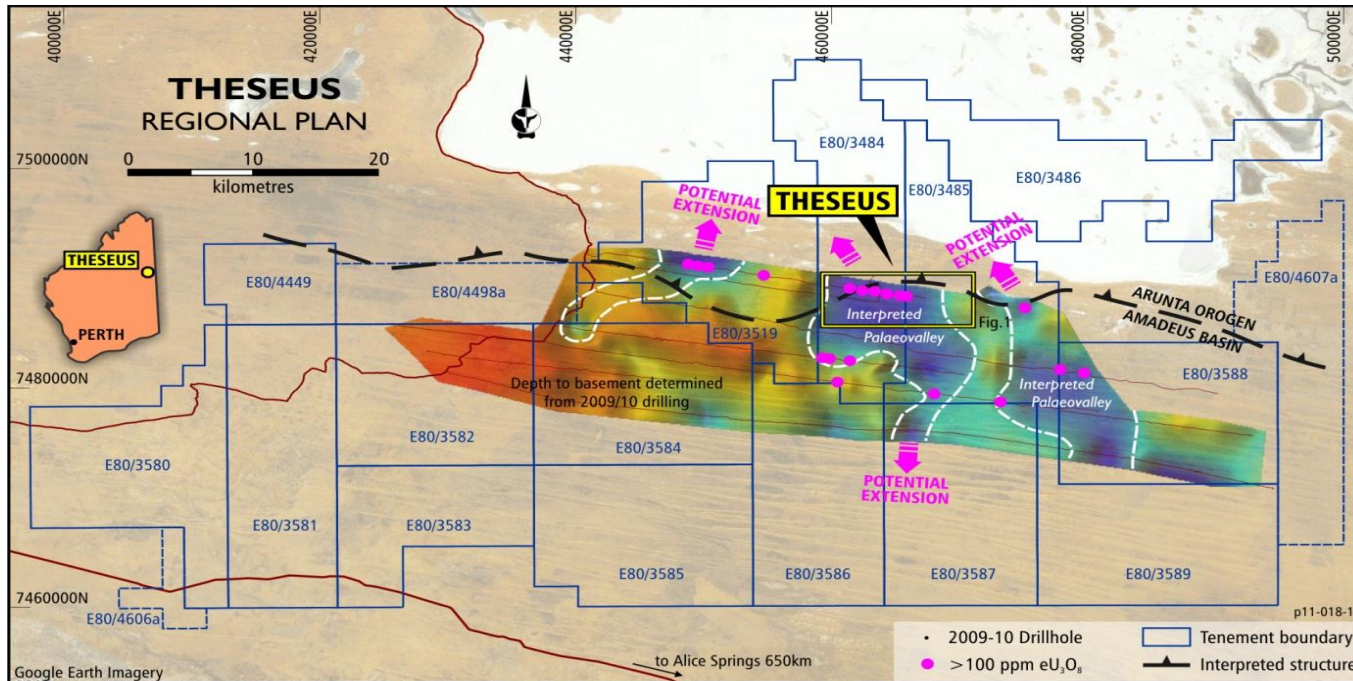 400000E
420000E
440000E
460000E
480000E
500000E
THESEUS
REGIONAL PLAN
0 10 20
kilometres
7500000N
7480000N
7460000N
THESEUS
PERTH
E80/3484
E80/3485
E80/3486
POTENTIAL
EXTENSION
THESEUS
POTENTIAL
EXTENSION
E80/4607a
E80/4449
E80/4498a
E80/3519
Interpreted
Palaeovalley
Fig.1
ARUNTA OROGEN
AMADEUS BASIN
Depth to basement determined
from 2009/10 drilling
Interpreted
Palaeovalley
E80/3588
E80/3580
E80/3582
E80/3584
POTENTIAL
EXTENSION
E80/3581
E80/3583
E80/3585
E80/3586
E80/3587
E80/3589
E80/4606a
p11-018-1
2009-10 Drillhole
Tenement boundary
>100 ppm eU₃O₈
Interpreted structure
to Alice Springs 650km
Google Earth Imagery